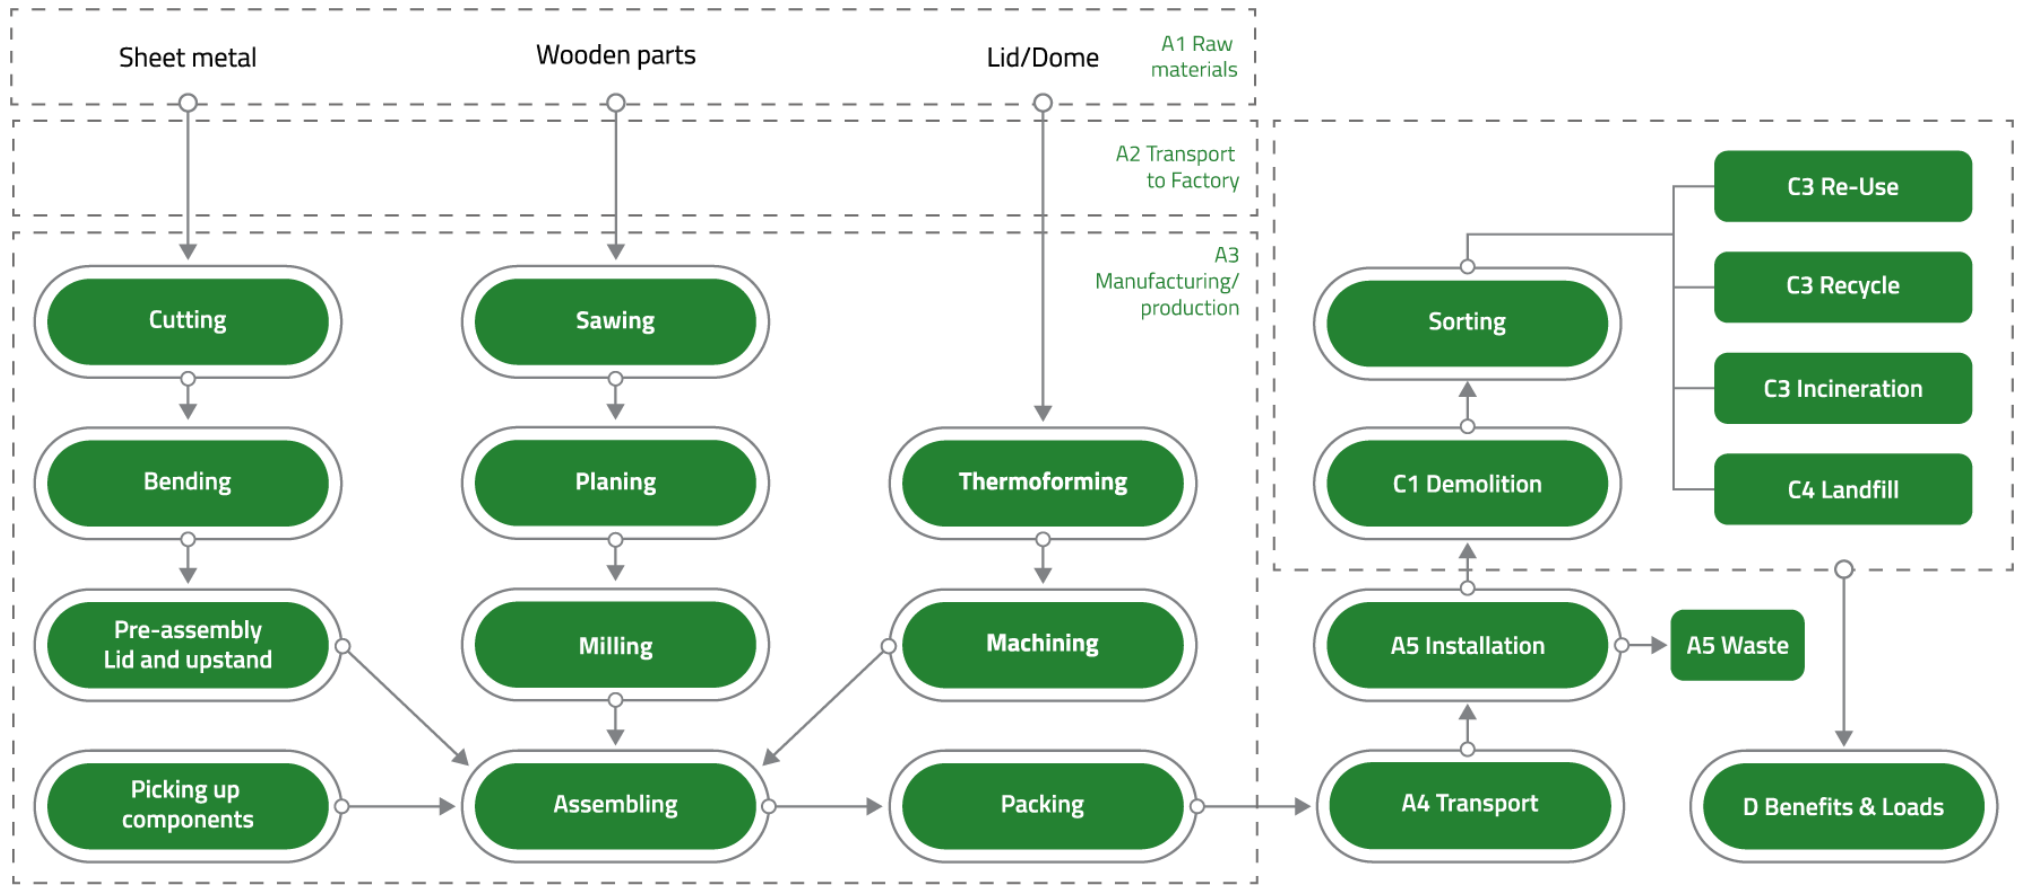 Sheet metal
Wooden parts
Lid/Dome
A1 Raw
materials
A2 Transport
to Factory
A3
Manufacturing/
production
Cutting
Sawing
Bending
Planing
Thermoforming
Pre-assembly
Lid and upstand
Milling
Machining
Picking up
components
Assembling
Packing
A4 Transport
A5 Installation
A5 Waste
C1 Demolition
Sorting
C3 Re-Use
C3 Recycle
C3 Incineration
C4 Landfill
D Benefits & Loads